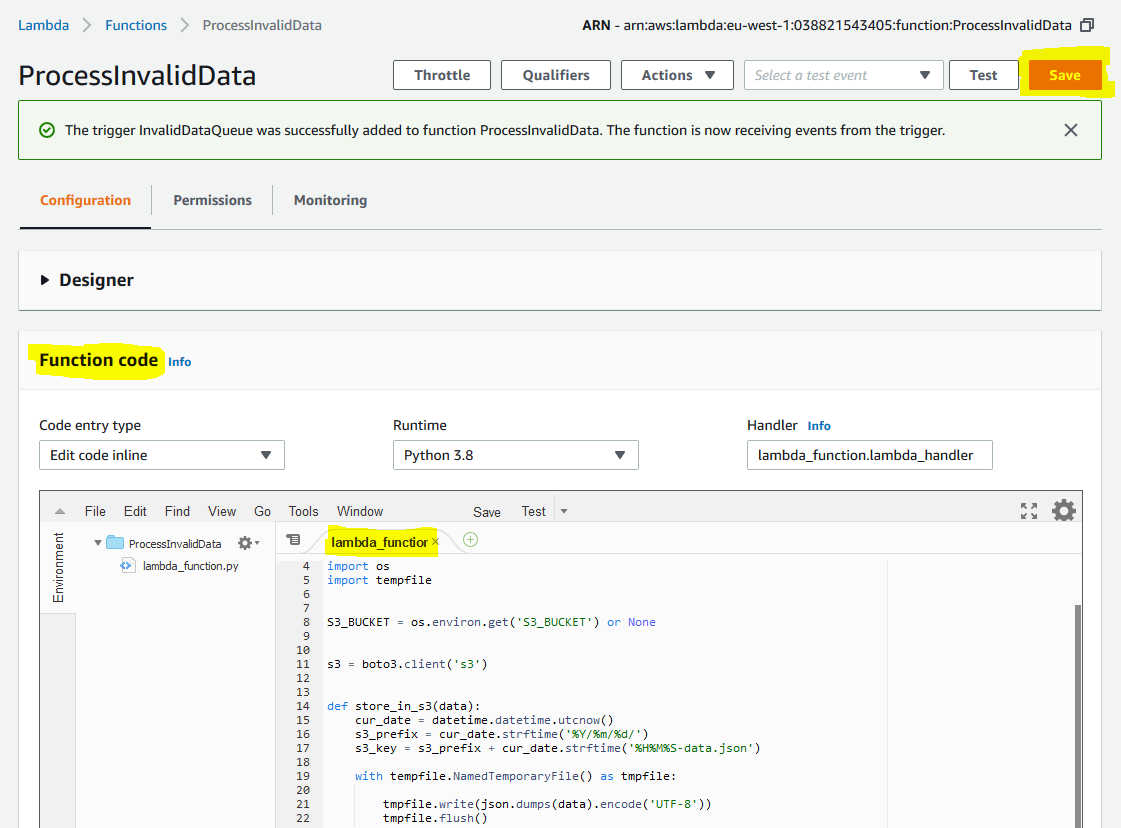 Lambda > Functions > ProcessInvalidData ARN - arn:aws:lambda:eu-west-1:038821543405:function:ProcessInvalidData
ProcessInvalidData Throttle Qualifiers Actions Select a test event Test Save
The trigger InvalidDataQueue was successfully added to function ProcessInvalidData. The function is now receiving events from the trigger.
Configuration Permissions Monitoring
Designer
Function code Info
Code entry type Runtime Handler Info
Edit code inline Python 3.8 lambda_function.lambda_handler
File Edit Find View Go Tools Window Save Test
Environment
ProcessInvalidData
lambda_function.py
lambda_function
4 import os
5 import tempfile
6
7
8 S3_BUCKET = os.environ.get('S3_BUCKET') or None
9
10
11 s3 = boto3.client('s3')
12
13
14 def store_in_s3(data):
15     cur_date = datetime.datetime.utcnow()
16     s3_prefix = cur_date.strftime('%Y/%m/%d/')
17     s3_key = s3_prefix + cur_date.strftime('%H%M%S-data.json')
18
19     with tempfile.NamedTemporaryFile() as tmpfile:
20
21         tmpfile.write(json.dumps(data).encode('UTF-8'))
22         tmpfile.flush()